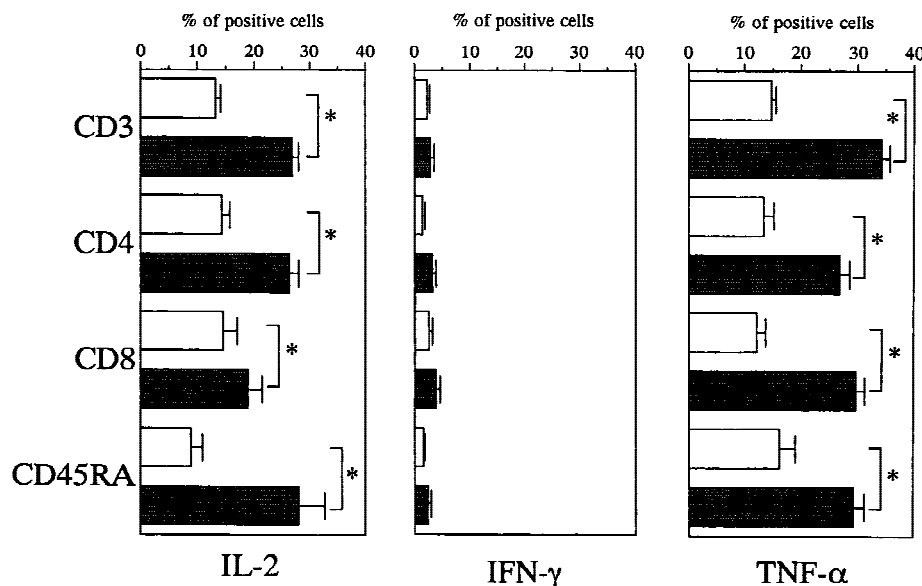 % of positive cells % of positive cells % of positive cells
0 10 20 30 40 0 10 20 30 40 0 10 20 30 40
CD3 * *
CD4 * *
CD8 * *
CD45RA * *
IL-2 IFN-γ TNF-α